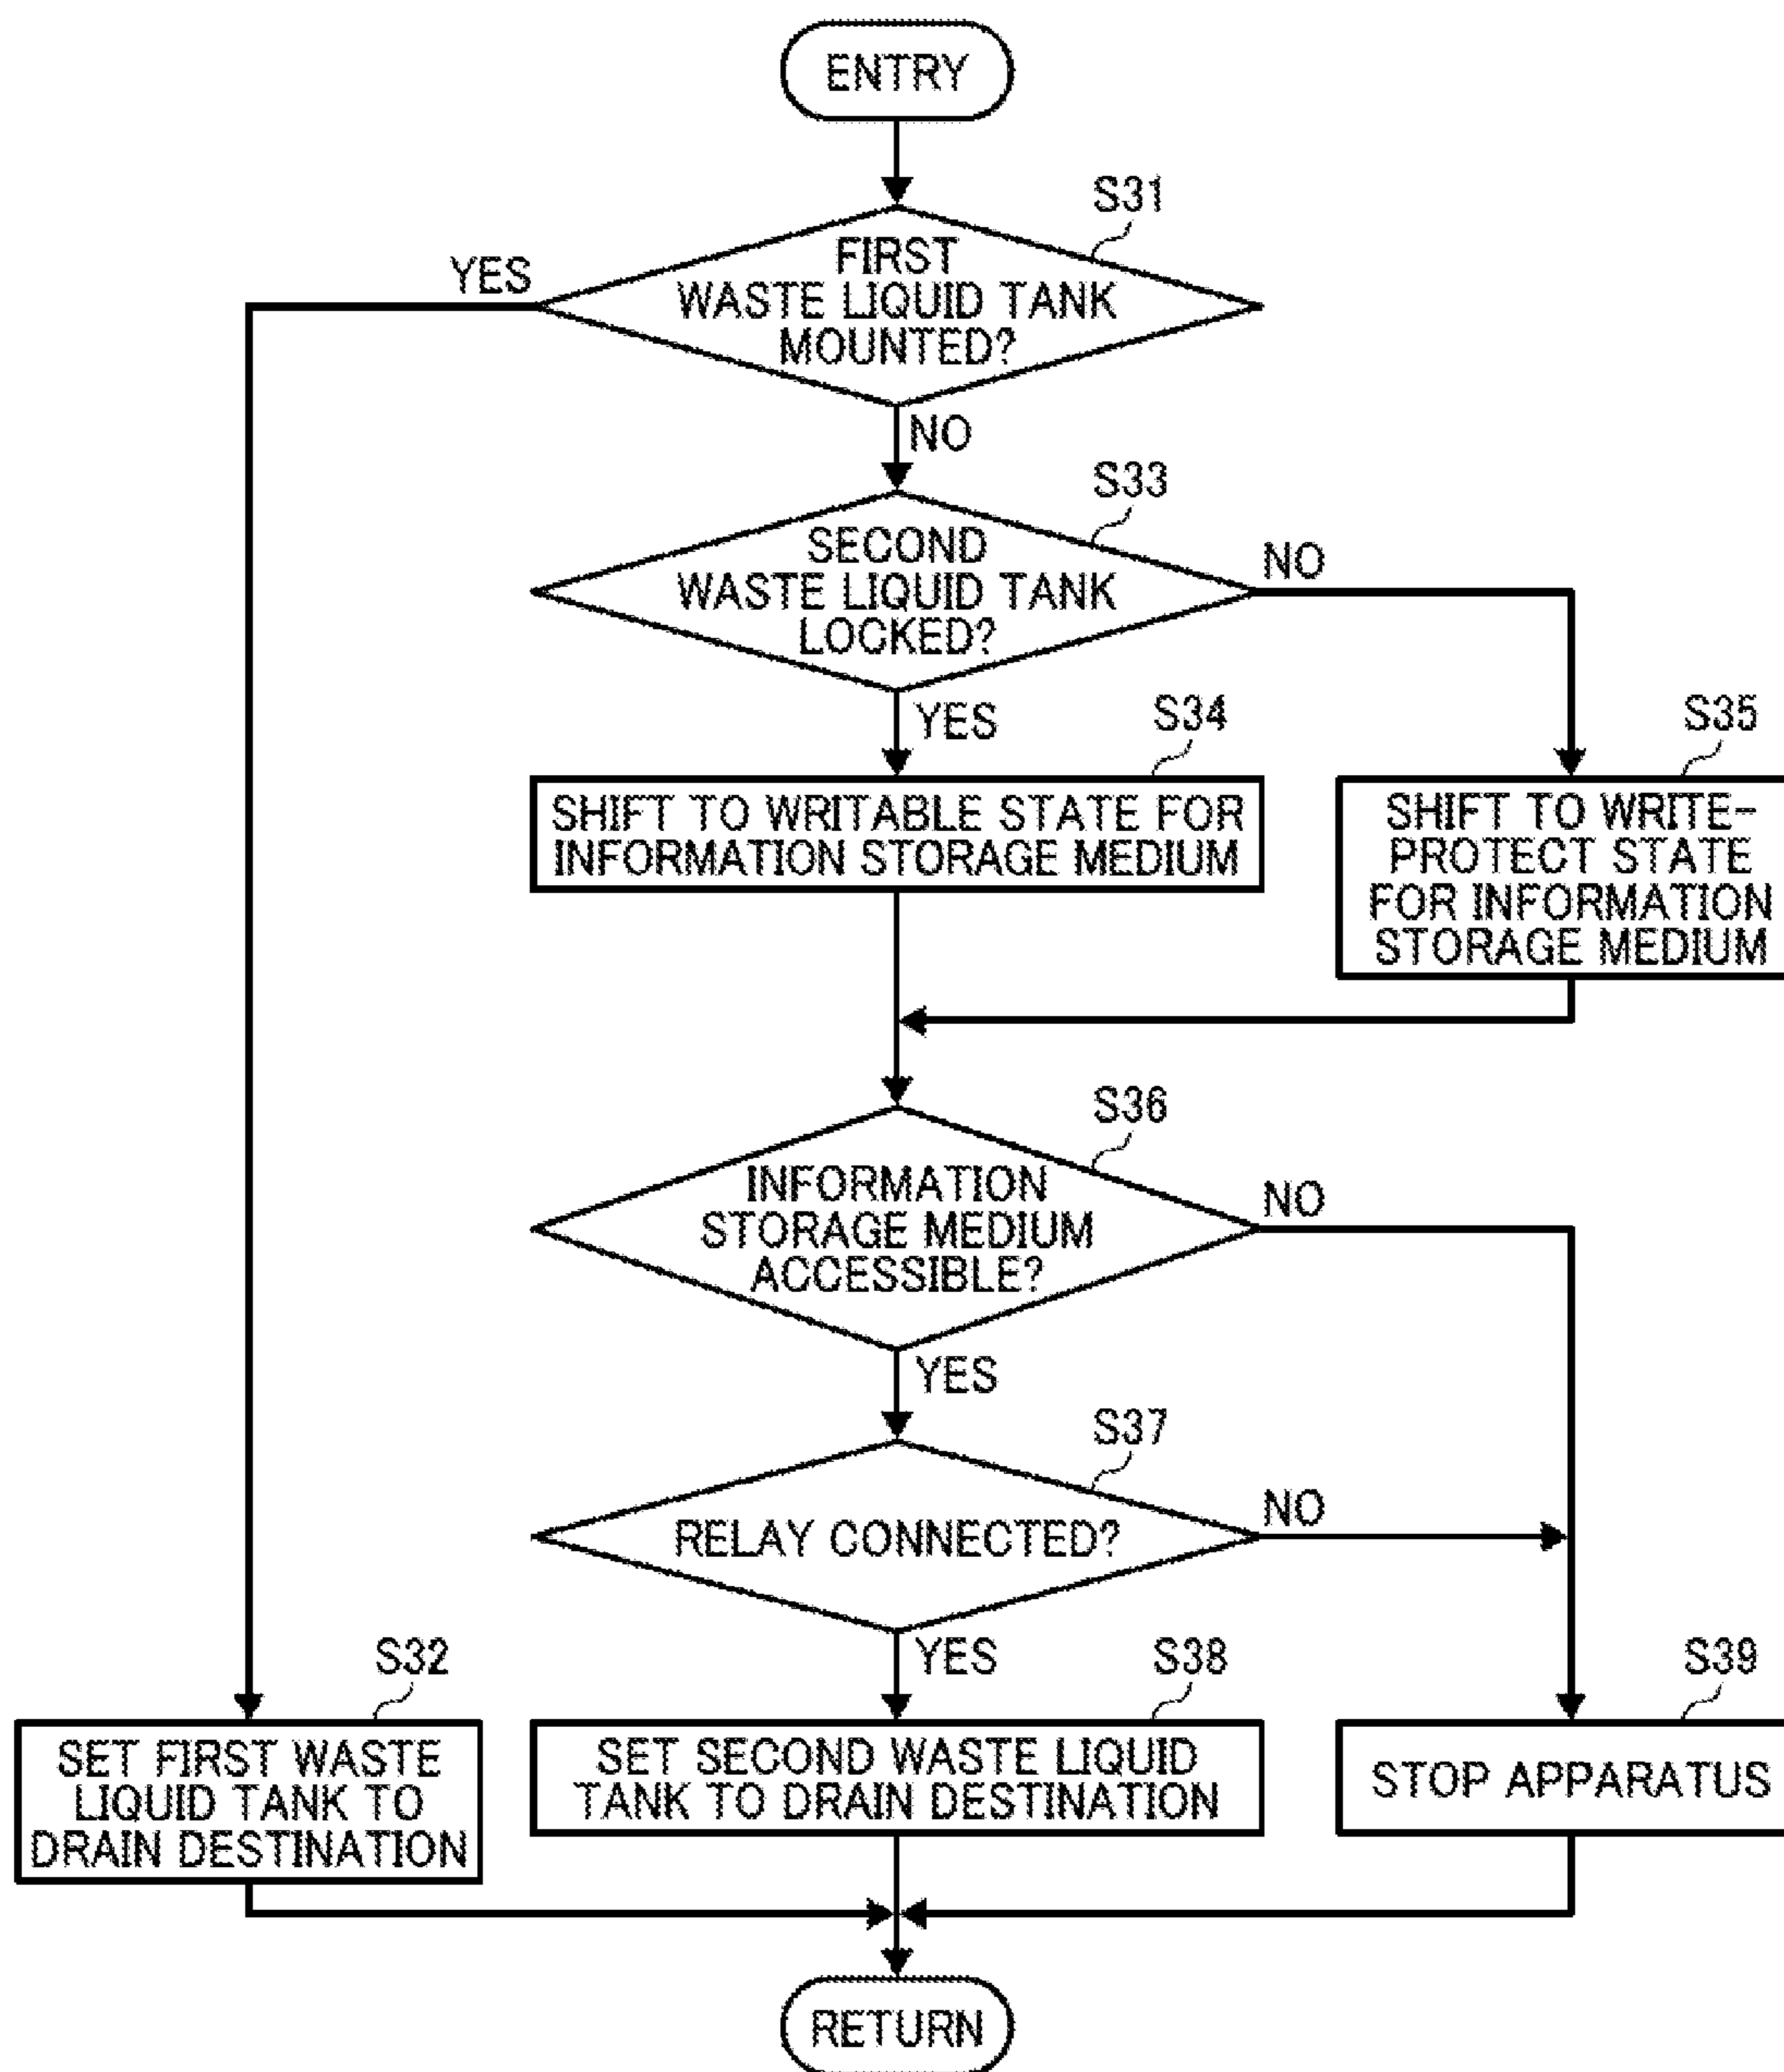 ENTRY
S31
YES
FIRST
WASTE LIQUID TANK
MOUNTED?
NO
S33
SECOND
WASTE LIQUID TANK
LOCKED?
NO
YES
S34
S35
SHIFT TO WRITABLE STATE FOR
INFORMATION STORAGE MEDIUM
SHIFT TO WRITE-
PROTECT STATE
FOR INFORMATION
STORAGE MEDIUM
S36
INFORMATION
STORAGE MEDIUM
ACCESSIBLE?
NO
YES
S37
RELAY CONNECTED?
NO
YES
S32
S38
S39
SET FIRST WASTE
LIQUID TANK TO
DRAIN DESTINATION
SET SECOND WASTE LIQUID
TANK TO DRAIN DESTINATION
STOP APPARATUS
RETURN